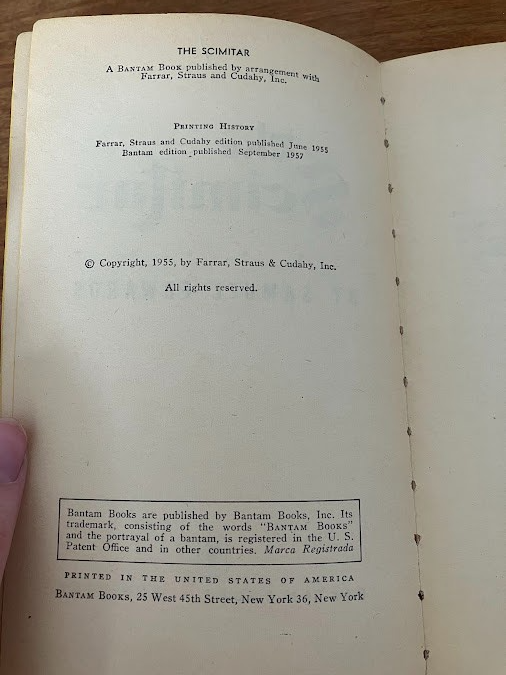 THE SCIMITAR
A BANTAM BOOK published by arrangement with
Farrar, Straus and Cudahy, Inc.
PRINTING HISTORY
Farrar, Straus and Cudahy edition published June 1955
Bantam edition published September 1957
© Copyright, 1955, by Farrar, Straus & Cudahy, Inc.
All rights reserved.
Bantam Books are published by Bantam Books, Inc. Its
trademark, consisting of the words "BANTAM BOOKS"
and the portrayal of a bantam, is registered in the U. S.
Patent Office and in other countries. Marca Registrada
PRINTED IN THE UNITED STATES OF AMERICA
BANTAM BOOKS, 25 West 45th Street, New York 36, New York